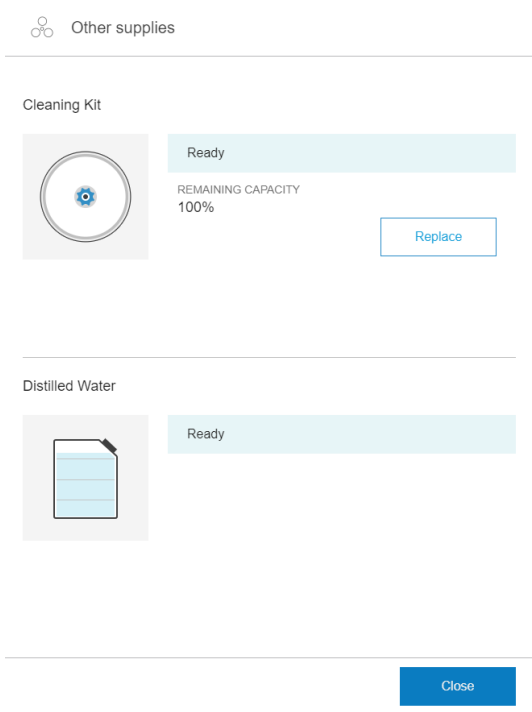 Other supplies
Cleaning Kit
Ready
REMAINING CAPACITY
100%
Replace
Distilled Water
Ready
Close